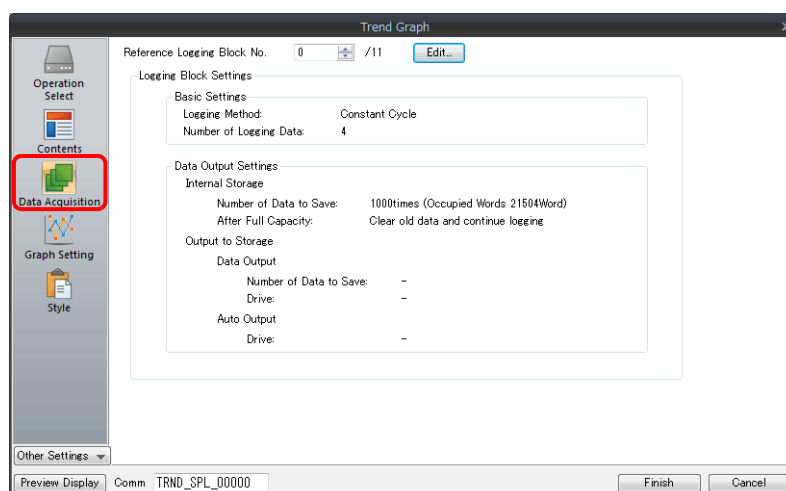 Trend Graph
Reference Logging Block No. 0 /11 Edit...
Operation
Select
Contents
Data Acquisition
Graph Setting
Style
Logging Block Settings
Basic Settings
Logging Method: Constant Cycle
Number of Logging Data: 4
Data Output Settings
Internal Storage
Number of Data to Save: 1000times (Occupied Words 21504Word)
After Full Capacity: Clear old data and continue logging
Output to Storage
Data Output
Number of Data to Save: -
Drive: -
Auto Output
Drive: -
Other Settings
Preview Display Comm TRND_SPL_00000 Finish Cancel